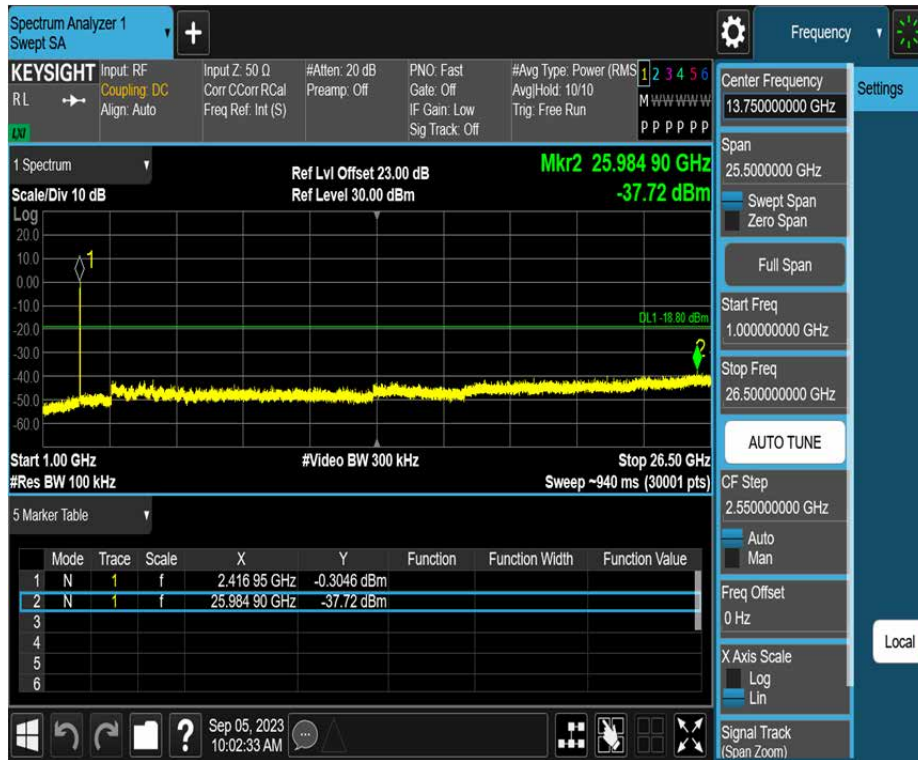 Spectrum Analyzer 1
Swept SA
+
Frequency
KEYSIGHT
RL
LXI
Input: RF
Coupling: DC
Align: Auto
Input Z: 50 Ω
Corr CCorr RCal
Freq Ref: Int (S)
#Atten: 20 dB
Preamp: Off
PNO: Fast
Gate: Off
IF Gain: Low
Sig Track: Off
#Avg Type: Power (RMS
Avg|Hold: 10/10
Trig: Free Run
1 2 3 4 5 6
M W W W W W
P P P P P P
1 Spectrum
Scale/Div 10 dB
Ref Lvl Offset 23.00 dB
Ref Level 30.00 dBm
Mkr2 25.984 90 GHz
-37.72 dBm
Log
20.0
10.0
0.00
-10.0
-20.0
-30.0
-40.0
-50.0
-60.0
1
2
DL1 -18.80 dBm
Start 1.00 GHz
#Res BW 100 kHz
#Video BW 300 kHz
Stop 26.50 GHz
Sweep ~940 ms (30001 pts)
5 Marker Table
Mode Trace Scale X Y Function Function Width Function Value
1 N 1 f 2.416 95 GHz -0.3046 dBm
2 N 1 f 25.984 90 GHz -37.72 dBm
3
4
5
6
?
Sep 05, 2023
10:02:33 AM
Center Frequency
13.750000000 GHz
Span
25.5000000 GHz
Swept Span
Zero Span
Full Span
Start Freq
1.000000000 GHz
Stop Freq
26.500000000 GHz
AUTO TUNE
CF Step
2.550000000 GHz
Auto
Man
Freq Offset
0 Hz
X Axis Scale
Log
Lin
Signal Track
(Span Zoom)
Settings
Local